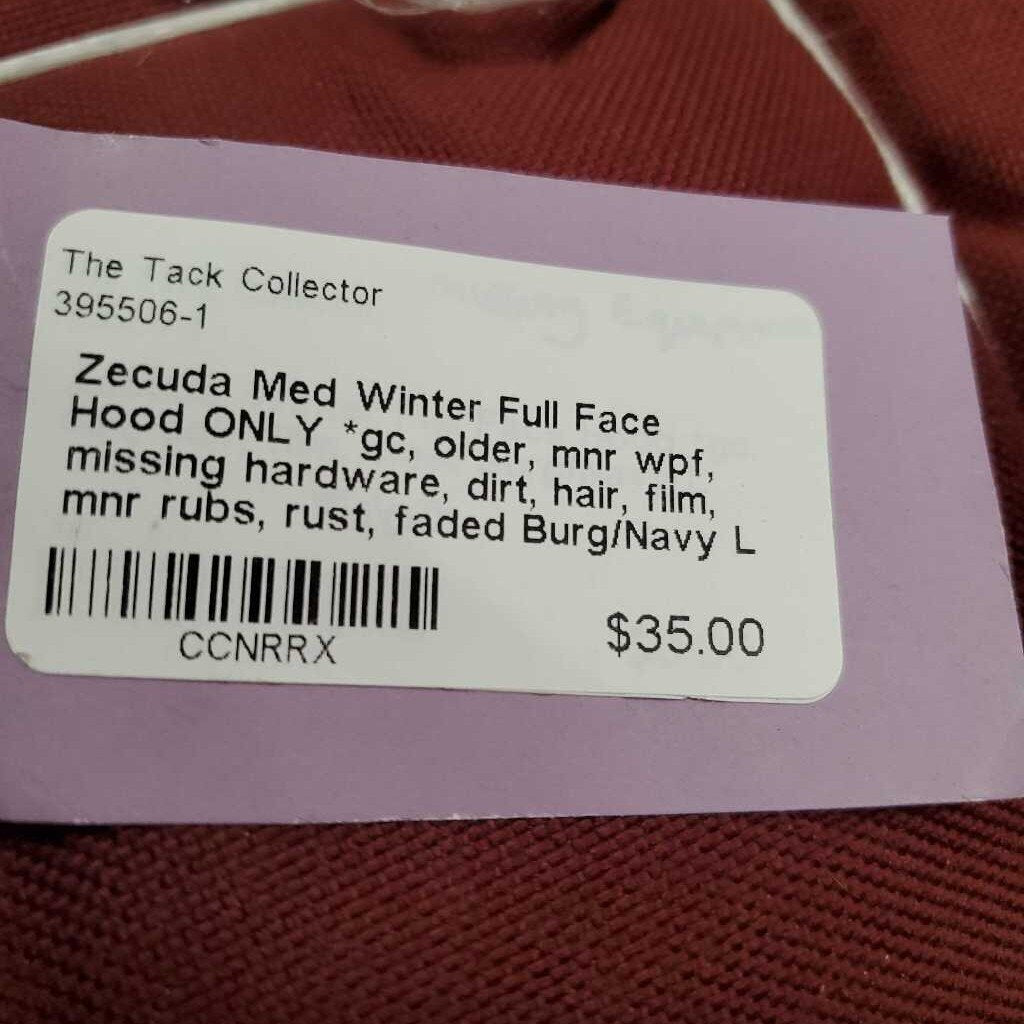 The Tack Collector
395506-1
Zecuda Med Winter Full Face
Hood ONLY *gc, older, mnr wpf,
missing hardware, dirt, hair, film,
mnr rubs, rust, faded Burg/Navy L
CCNRRX
$35.00